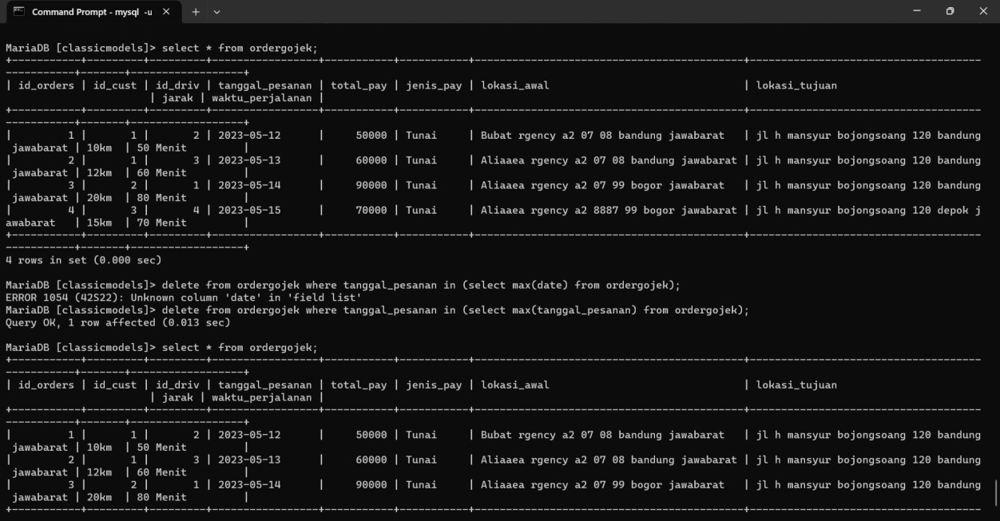 Command Prompt - mysql -u
MariaDB [classicmodels]> select * from ordergojek;
+-----------+---------+---------+-----------------+-----------+-----------+-------------------------------------------+-------------------------------------
-----------+-------+------------------+
| id_orders | id_cust | id_driv | tanggal_pesanan | total_pay | jenis_pay | lokasi_awal                               | lokasi_tujuan
                       | jarak | waktu_perjalanan |
+-----------+---------+---------+-----------------+-----------+-----------+-------------------------------------------+-------------------------------------
-----------+-------+------------------+
|         1 |       1 |       2 | 2023-05-12      |     50000 | Tunai     | Bubat rgency a2 07 08 bandung jawabarat   | jl h mansyur bojongsoang 120 bandung
 jawabarat | 10km  | 50 Menit         |
|         2 |       1 |       3 | 2023-05-13      |     60000 | Tunai     | Aliaaea rgency a2 07 08 bandung jawabarat | jl h mansyur bojongsoang 120 bandung
 jawabarat | 12km  | 60 Menit         |
|         3 |       2 |       1 | 2023-05-14      |     90000 | Tunai     | Aliaaea rgency a2 07 99 bogor jawabarat   | jl h mansyur bojongsoang 120 bandung
 jawabarat | 20km  | 80 Menit         |
|         4 |       3 |       4 | 2023-05-15      |     70000 | Tunai     | Aliaaea rgency a2 8887 99 bogor jawabarat | jl h mansyur bojongsoang 120 depok j
awabarat   | 15km  | 70 Menit         |
+-----------+---------+---------+-----------------+-----------+-----------+-------------------------------------------+-------------------------------------
-----------+-------+------------------+
4 rows in set (0.000 sec)
MariaDB [classicmodels]> delete from ordergojek where tanggal_pesanan in (select max(date) from ordergojek);
ERROR 1054 (42S22): Unknown column 'date' in 'field list'
MariaDB [classicmodels]> delete from ordergojek where tanggal_pesanan in (select max(tanggal_pesanan) from ordergojek);
Query OK, 1 row affected (0.013 sec)
MariaDB [classicmodels]> select * from ordergojek;
+-----------+---------+---------+-----------------+-----------+-----------+-------------------------------------------+-------------------------------------
-----------+-------+------------------+
| id_orders | id_cust | id_driv | tanggal_pesanan | total_pay | jenis_pay | lokasi_awal                               | lokasi_tujuan
                       | jarak | waktu_perjalanan |
+-----------+---------+---------+-----------------+-----------+-----------+-------------------------------------------+-------------------------------------
-----------+-------+------------------+
|         1 |       1 |       2 | 2023-05-12      |     50000 | Tunai     | Bubat rgency a2 07 08 bandung jawabarat   | jl h mansyur bojongsoang 120 bandung
 jawabarat | 10km  | 50 Menit         |
|         2 |       1 |       3 | 2023-05-13      |     60000 | Tunai     | Aliaaea rgency a2 07 08 bandung jawabarat | jl h mansyur bojongsoang 120 bandung
 jawabarat | 12km  | 60 Menit         |
|         3 |       2 |       1 | 2023-05-14      |     90000 | Tunai     | Aliaaea rgency a2 07 99 bogor jawabarat   | jl h mansyur bojongsoang 120 bandung
 jawabarat | 20km  | 80 Menit         |
+-----------+---------+---------+-----------------+-----------+-----------+-------------------------------------------+-------------------------------------